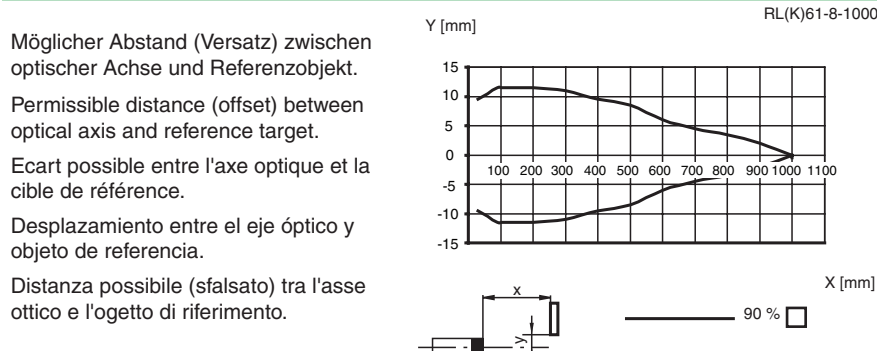 RL(K)61-8-1000
Möglicher Abstand (Versatz) zwischen
optischer Achse und Referenzobjekt.
Permissible distance (offset) between
optical axis and reference target.
Ecart possible entre l'axe optique et la
cible de référence.
Desplazamiento entre el eje óptico y
objeto de referencia.
Distanza possibile (sfalsato) tra l'asse
ottico e l'ogetto di riferimento.
Y [mm]
15
10
5
0
100 200 300 400 500 600 700 800 900 1000 1100
-5
-10
-15
X [mm]
x
90 %
y